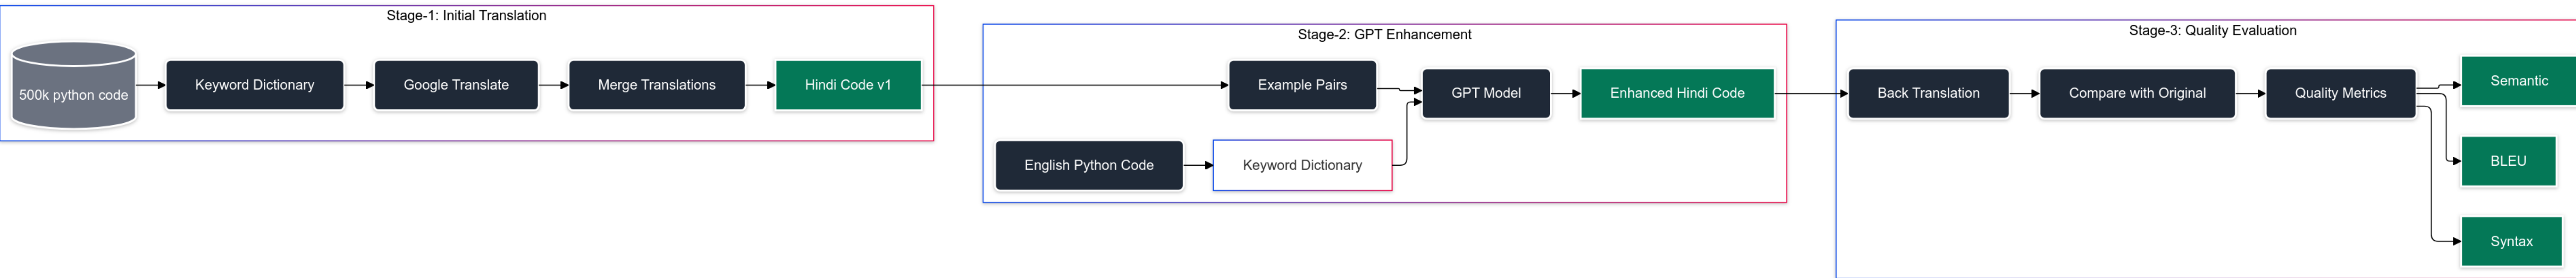 Stage-1: Initial Translation
500k python code
Keyword Dictionary
Google Translate
Merge Translations
Hindi Code v1
Stage-2: GPT Enhancement
Example Pairs
GPT Model
Enhanced Hindi Code
English Python Code
Keyword Dictionary
Stage-3: Quality Evaluation
Back Translation
Compare with Original
Quality Metrics
Semantic
BLEU
Syntax